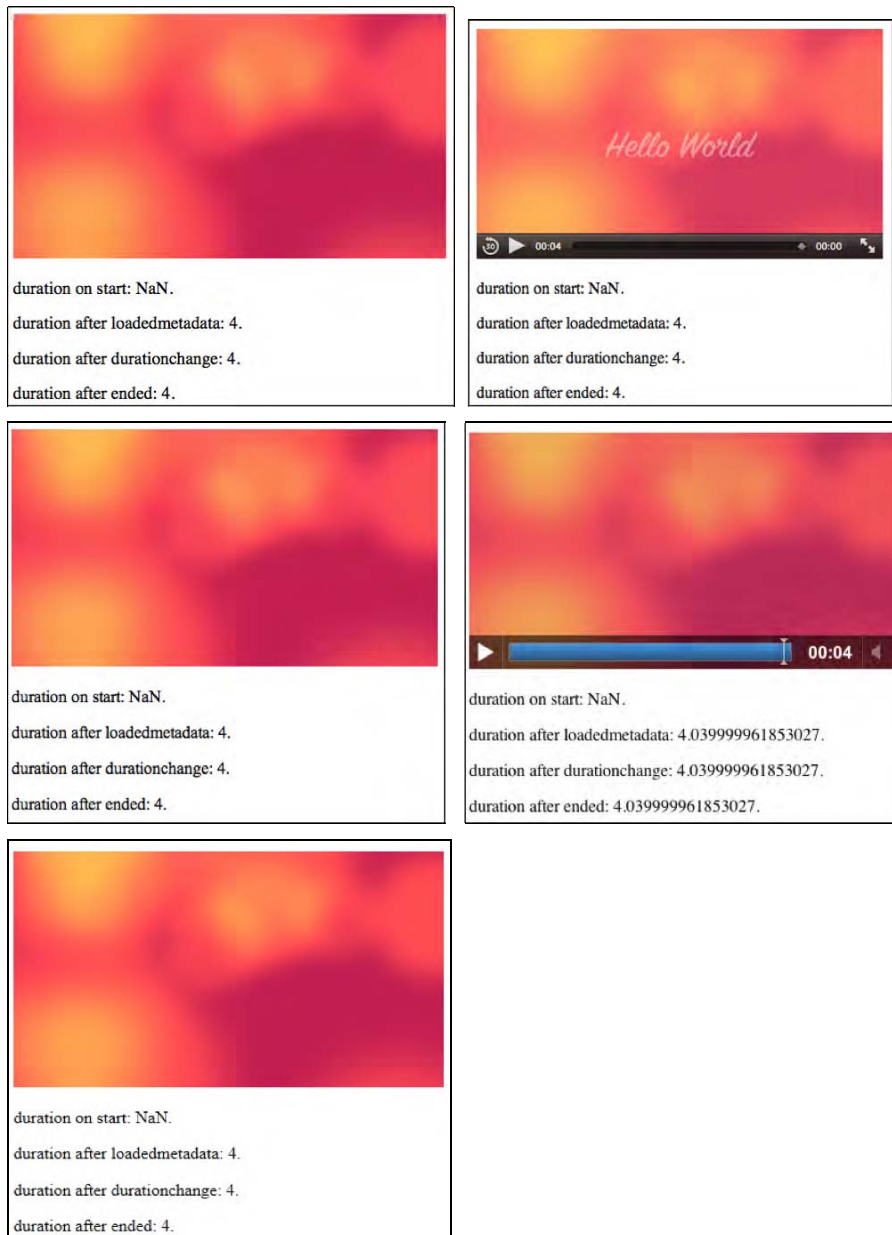 duration on start: NaN.
duration after loadedmetadata: 4.
duration after durationchange: 4.
duration after ended: 4.
Hello World
30
00:04
00:00
duration on start: NaN.
duration after loadedmetadata: 4.
duration after durationchange: 4.
duration after ended: 4.
duration on start: NaN.
duration after loadedmetadata: 4.
duration after durationchange: 4.
duration after ended: 4.
00:04
duration on start: NaN.
duration after loadedmetadata: 4.039999961853027.
duration after durationchange: 4.039999961853027.
duration after ended: 4.039999961853027.
duration on start: NaN.
duration after loadedmetadata: 4.
duration after durationchange: 4.
duration after ended: 4.